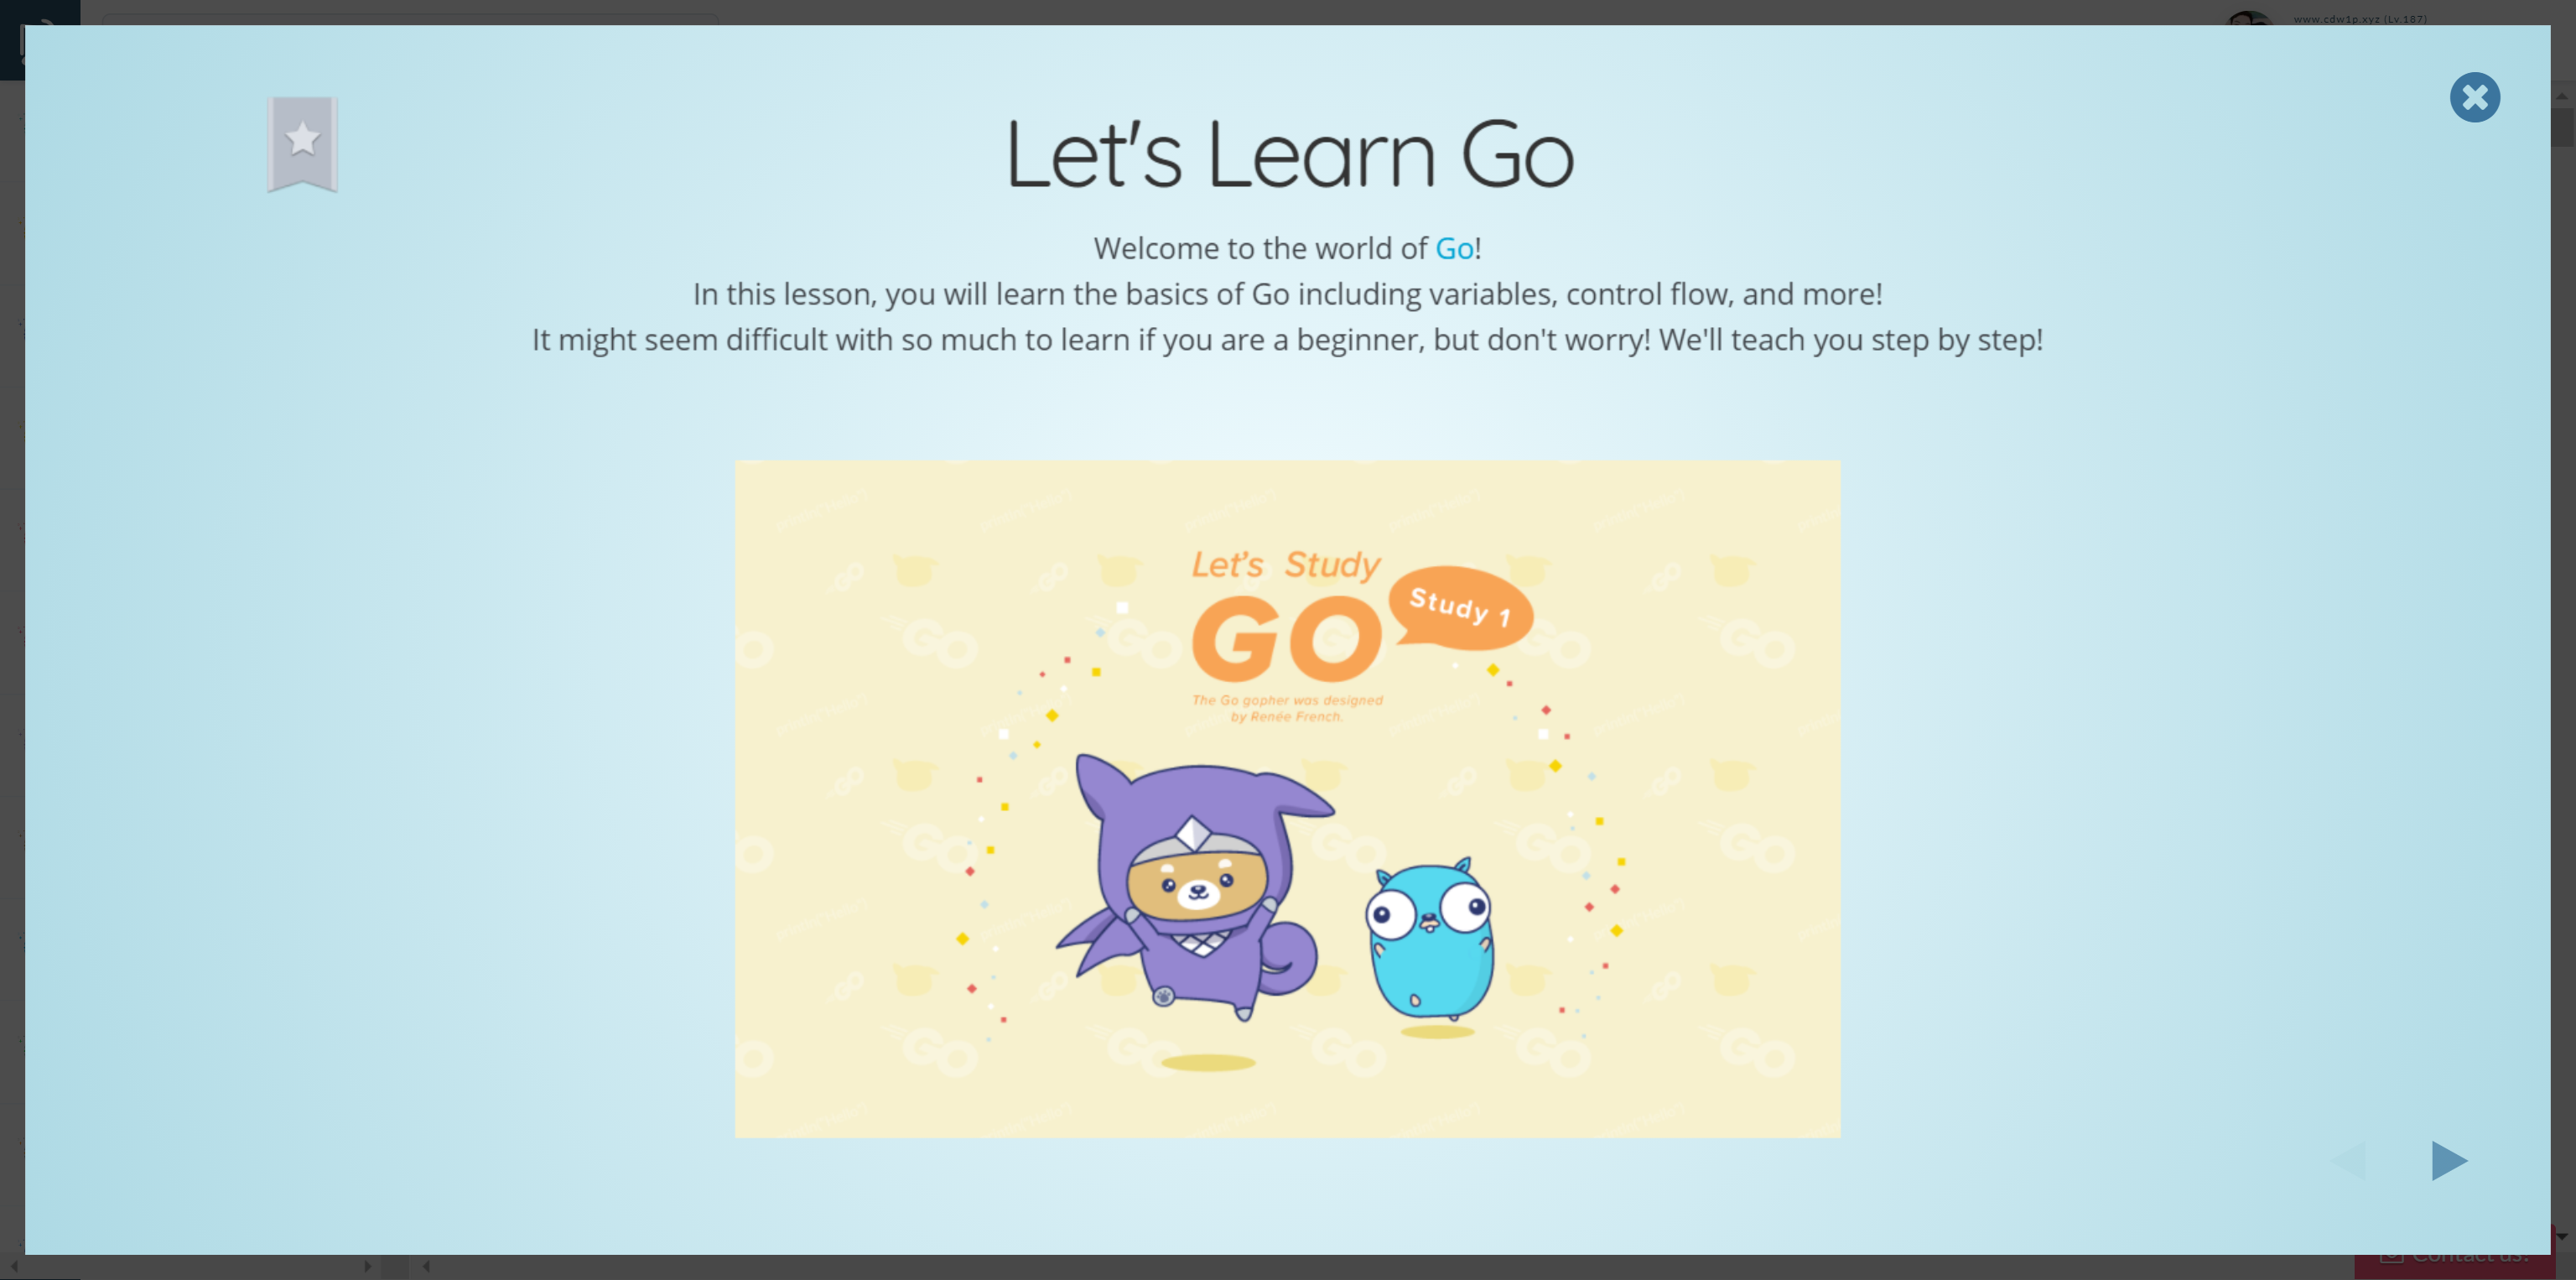 www.cdw1p.xyz (Lv.187)
Let's Learn Go
Welcome to the world of Go!
In this lesson, you will learn the basics of Go including variables, control flow, and more!
It might seem difficult with so much to learn if you are a beginner, but don't worry! We'll teach you step by step!
Let's Study
GO
Study 1
The Go gopher was designed
by Renée French.
Contact us!